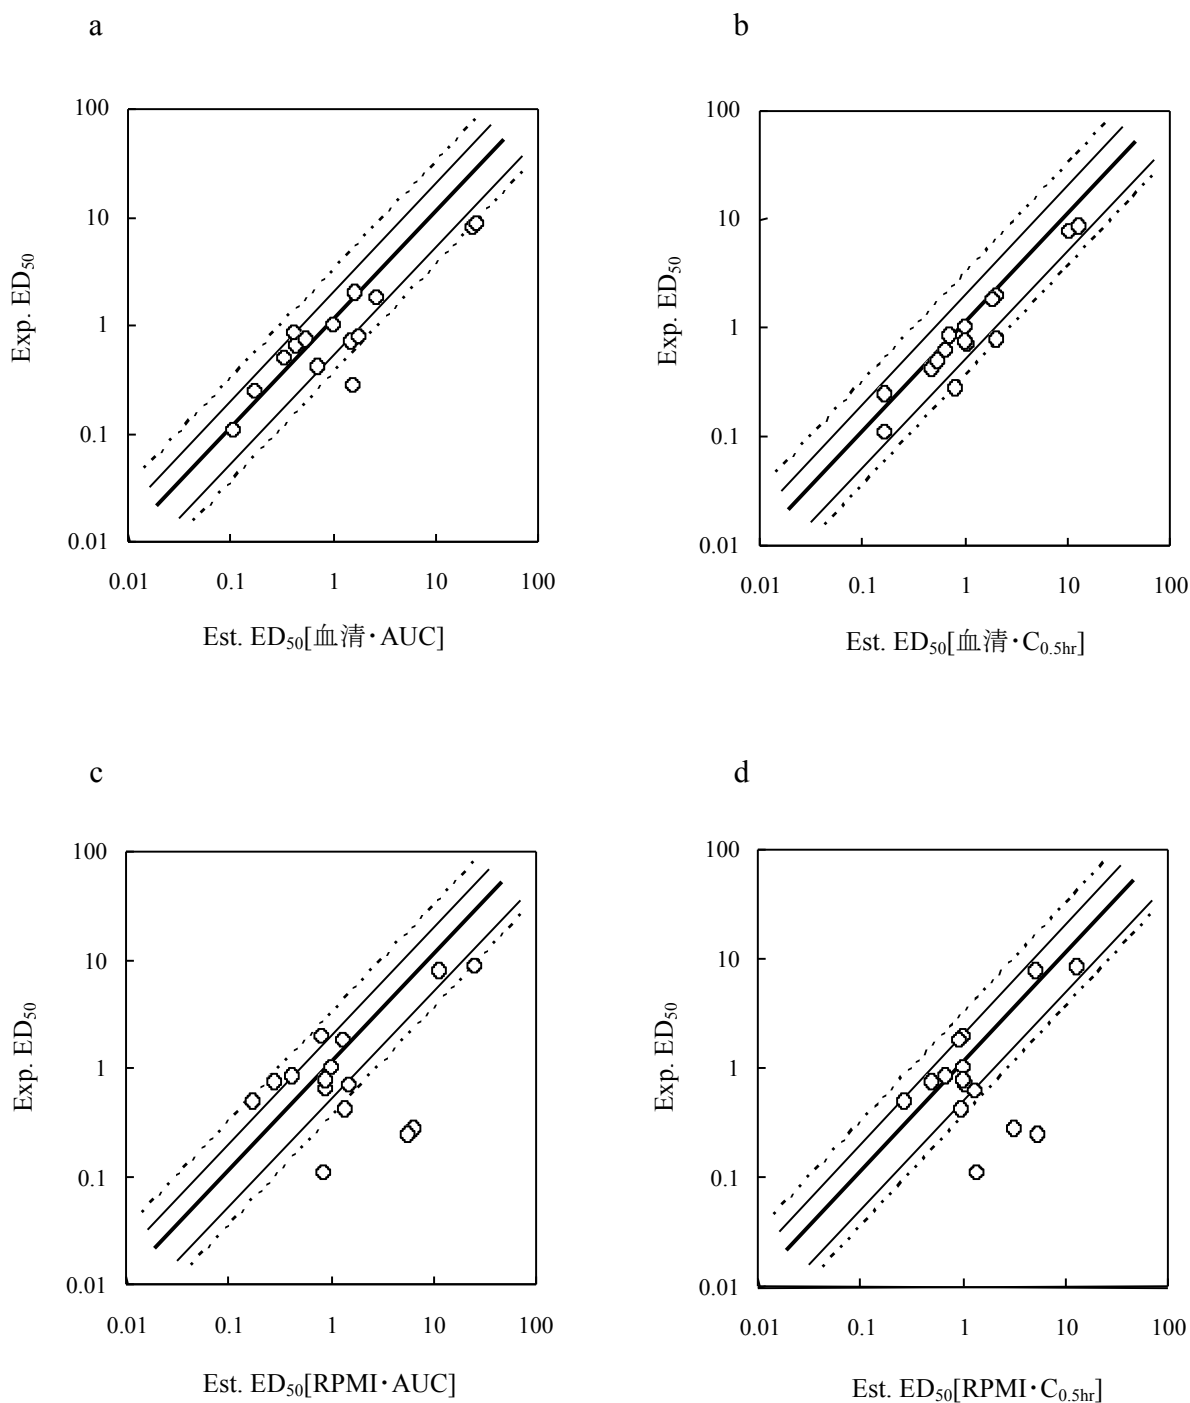 a
100
10
1
0.1
0.01
0.01 0.1 1 10 100
Exp. ED50
Est. ED50[血清・AUC]
b
100
10
1
0.1
0.01
0.01 0.1 1 10 100
Exp. ED50
Est. ED50[血清・C0.5hr]
c
100
10
1
0.1
0.01
0.01 0.1 1 10 100
Exp. ED50
Est. ED50[RPMI・AUC]
d
100
10
1
0.1
0.01
0.01 0.1 1 10 100
Exp. ED50
Est. ED50[RPMI・C0.5hr]